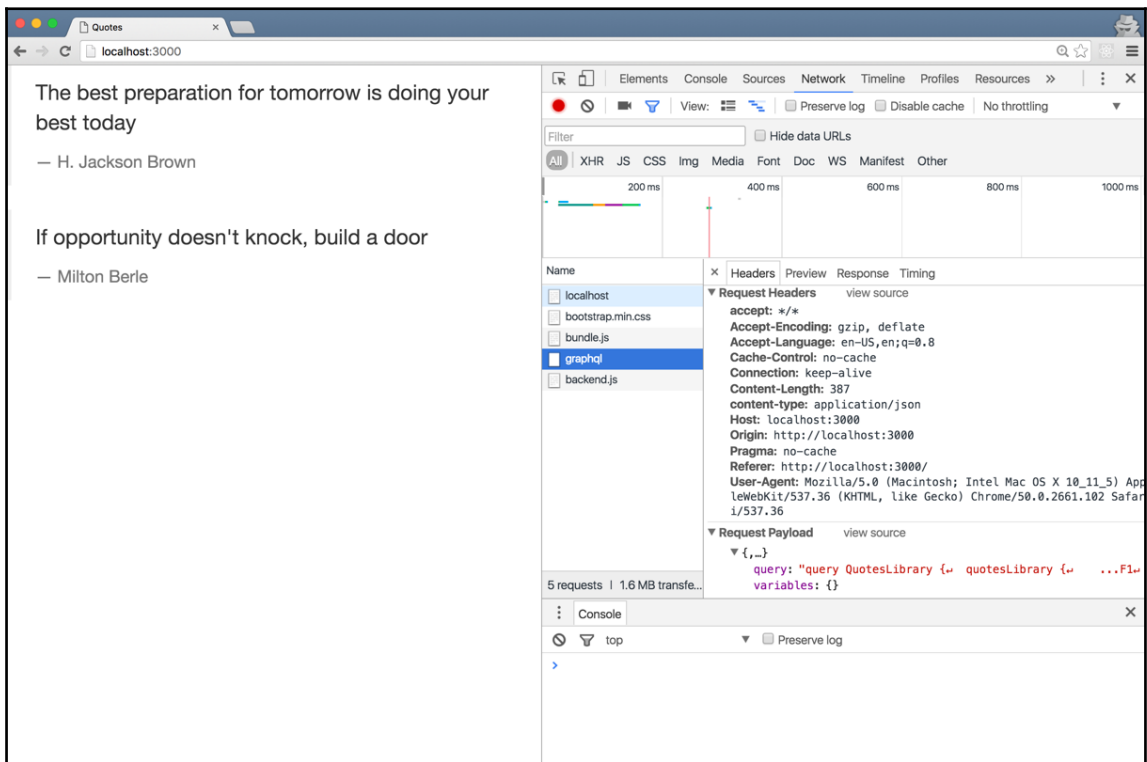 Quotes
localhost:3000
The best preparation for tomorrow is doing your
best today
— H. Jackson Brown
If opportunity doesn't knock, build a door
— Milton Berle
Elements Console Sources Network Timeline Profiles Resources »
View: Preserve log Disable cache No throttling
Filter Hide data URLs
All XHR JS CSS Img Media Font Doc WS Manifest Other
200 ms 400 ms 600 ms 800 ms 1000 ms
Name
localhost
bootstrap.min.css
bundle.js
graphql
backend.js
5 requests | 1.6 MB transfe...
× Headers Preview Response Timing
▼ Request Headers view source
accept: */*
Accept-Encoding: gzip, deflate
Accept-Language: en-US,en;q=0.8
Cache-Control: no-cache
Connection: keep-alive
Content-Length: 387
content-type: application/json
Host: localhost:3000
Origin: http://localhost:3000
Pragma: no-cache
Referer: http://localhost:3000/
User-Agent: Mozilla/5.0 (Macintosh; Intel Mac OS X 10_11_5) App
leWebKit/537.36 (KHTML, like Gecko) Chrome/50.0.2661.102 Safar
i/537.36
▼ Request Payload view source
▼ {,…}
query: "query QuotesLibrary {↵ quotesLibrary {↵ ...F1↵
variables: {}
Console
top ▼ Preserve log
>